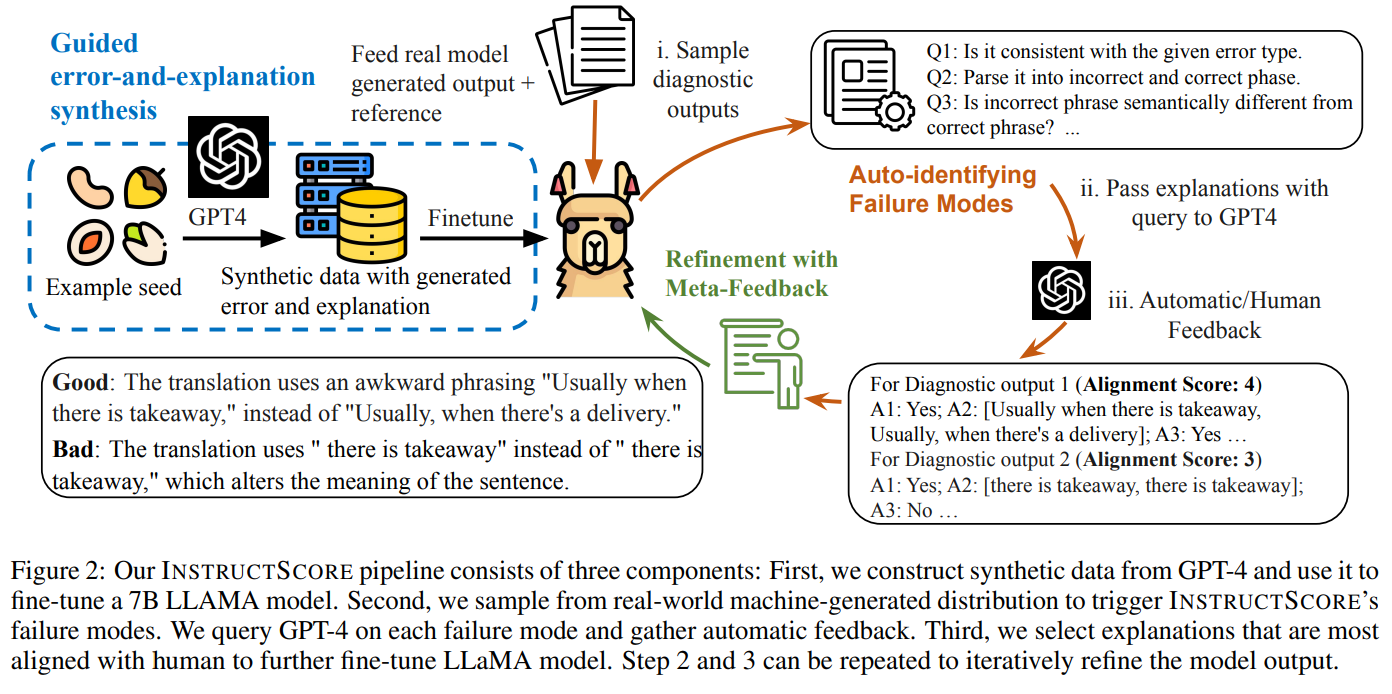 Guided
error-and-explanation
synthesis
Feed real model
generated output +
reference
i. Sample
diagnostic
outputs
Q1: Is it consistent with the given error type.
Q2: Parse it into incorrect and correct phase.
Q3: Is incorrect phrase semantically different from
correct phrase? ...
GPT4
Finetune
Example seed
Synthetic data with generated
error and explanation
Auto-identifying
Failure Modes
ii. Pass explanations with
query to GPT4
Refinement with
Meta-Feedback
iii. Automatic/Human
Feedback
Good: The translation uses an awkward phrasing "Usually when
there is takeaway," instead of "Usually, when there's a delivery."
Bad: The translation uses " there is takeaway" instead of " there is
takeaway," which alters the meaning of the sentence.
For Diagnostic output 1 (Alignment Score: 4)
A1: Yes; A2: [Usually when there is takeaway,
Usually, when there's a delivery]; A3: Yes ...
For Diagnostic output 2 (Alignment Score: 3)
A1: Yes; A2: [there is takeaway, there is takeaway];
A3: No ...
Figure 2: Our INSTRUCTSCORE pipeline consists of three components: First, we construct synthetic data from GPT-4 and use it to
fine-tune a 7B LLAMA model. Second, we sample from real-world machine-generated distribution to trigger INSTRUCTSCORE's
failure modes. We query GPT-4 on each failure mode and gather automatic feedback. Third, we select explanations that are most
aligned with human to further fine-tune LLaMA model. Step 2 and 3 can be repeated to iteratively refine the model output.